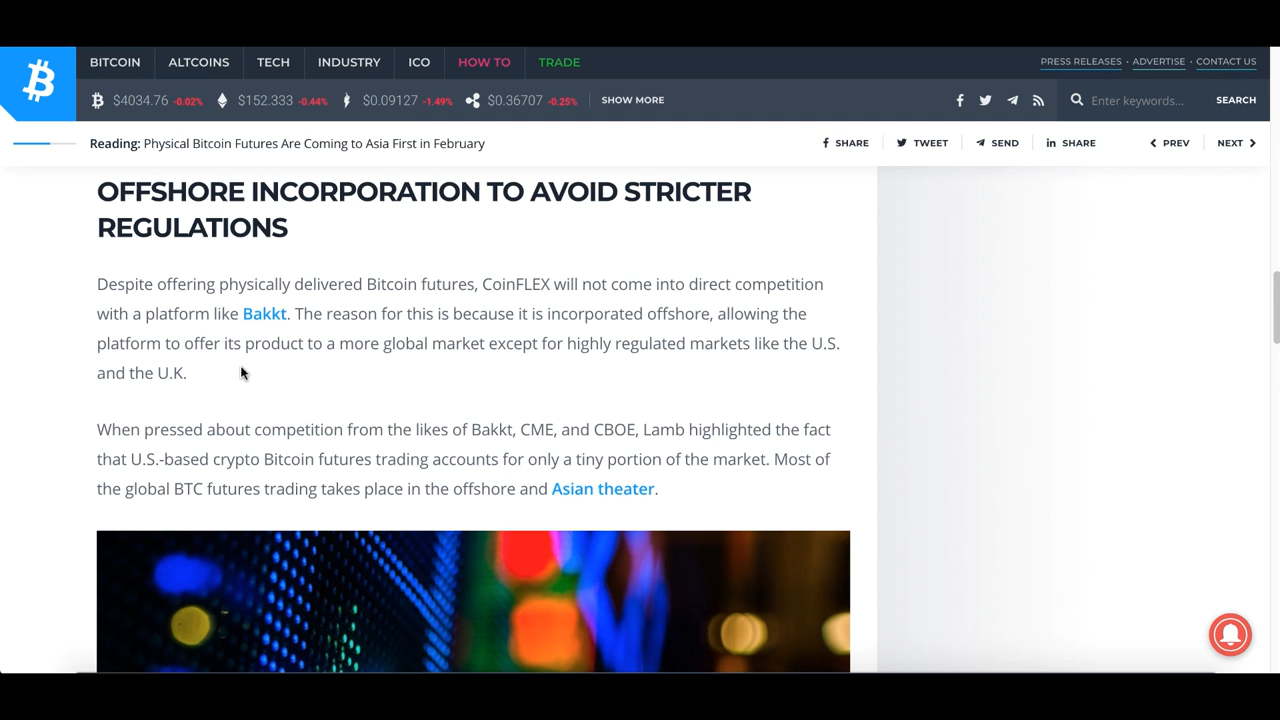 BITCOIN ALTCOINS TECH INDUSTRY ICO HOW TO TRADE PRESS RELEASES · ADVERTISE · CONTACT US
$4034.76 -0.02% $152.333 -0.44% $0.09127 -1.49% $0.36707 -0.25% SHOW MORE Enter keywords... SEARCH
Reading: Physical Bitcoin Futures Are Coming to Asia First in February SHARE TWEET SEND SHARE PREV NEXT
OFFSHORE INCORPORATION TO AVOID STRICTER
REGULATIONS
Despite offering physically delivered Bitcoin futures, CoinFLEX will not come into direct competition
with a platform like Bakkt. The reason for this is because it is incorporated offshore, allowing the
platform to offer its product to a more global market except for highly regulated markets like the U.S.
and the U.K.
When pressed about competition from the likes of Bakkt, CME, and CBOE, Lamb highlighted the fact
that U.S.-based crypto Bitcoin futures trading accounts for only a tiny portion of the market. Most of
the global BTC futures trading takes place in the offshore and Asian theater.